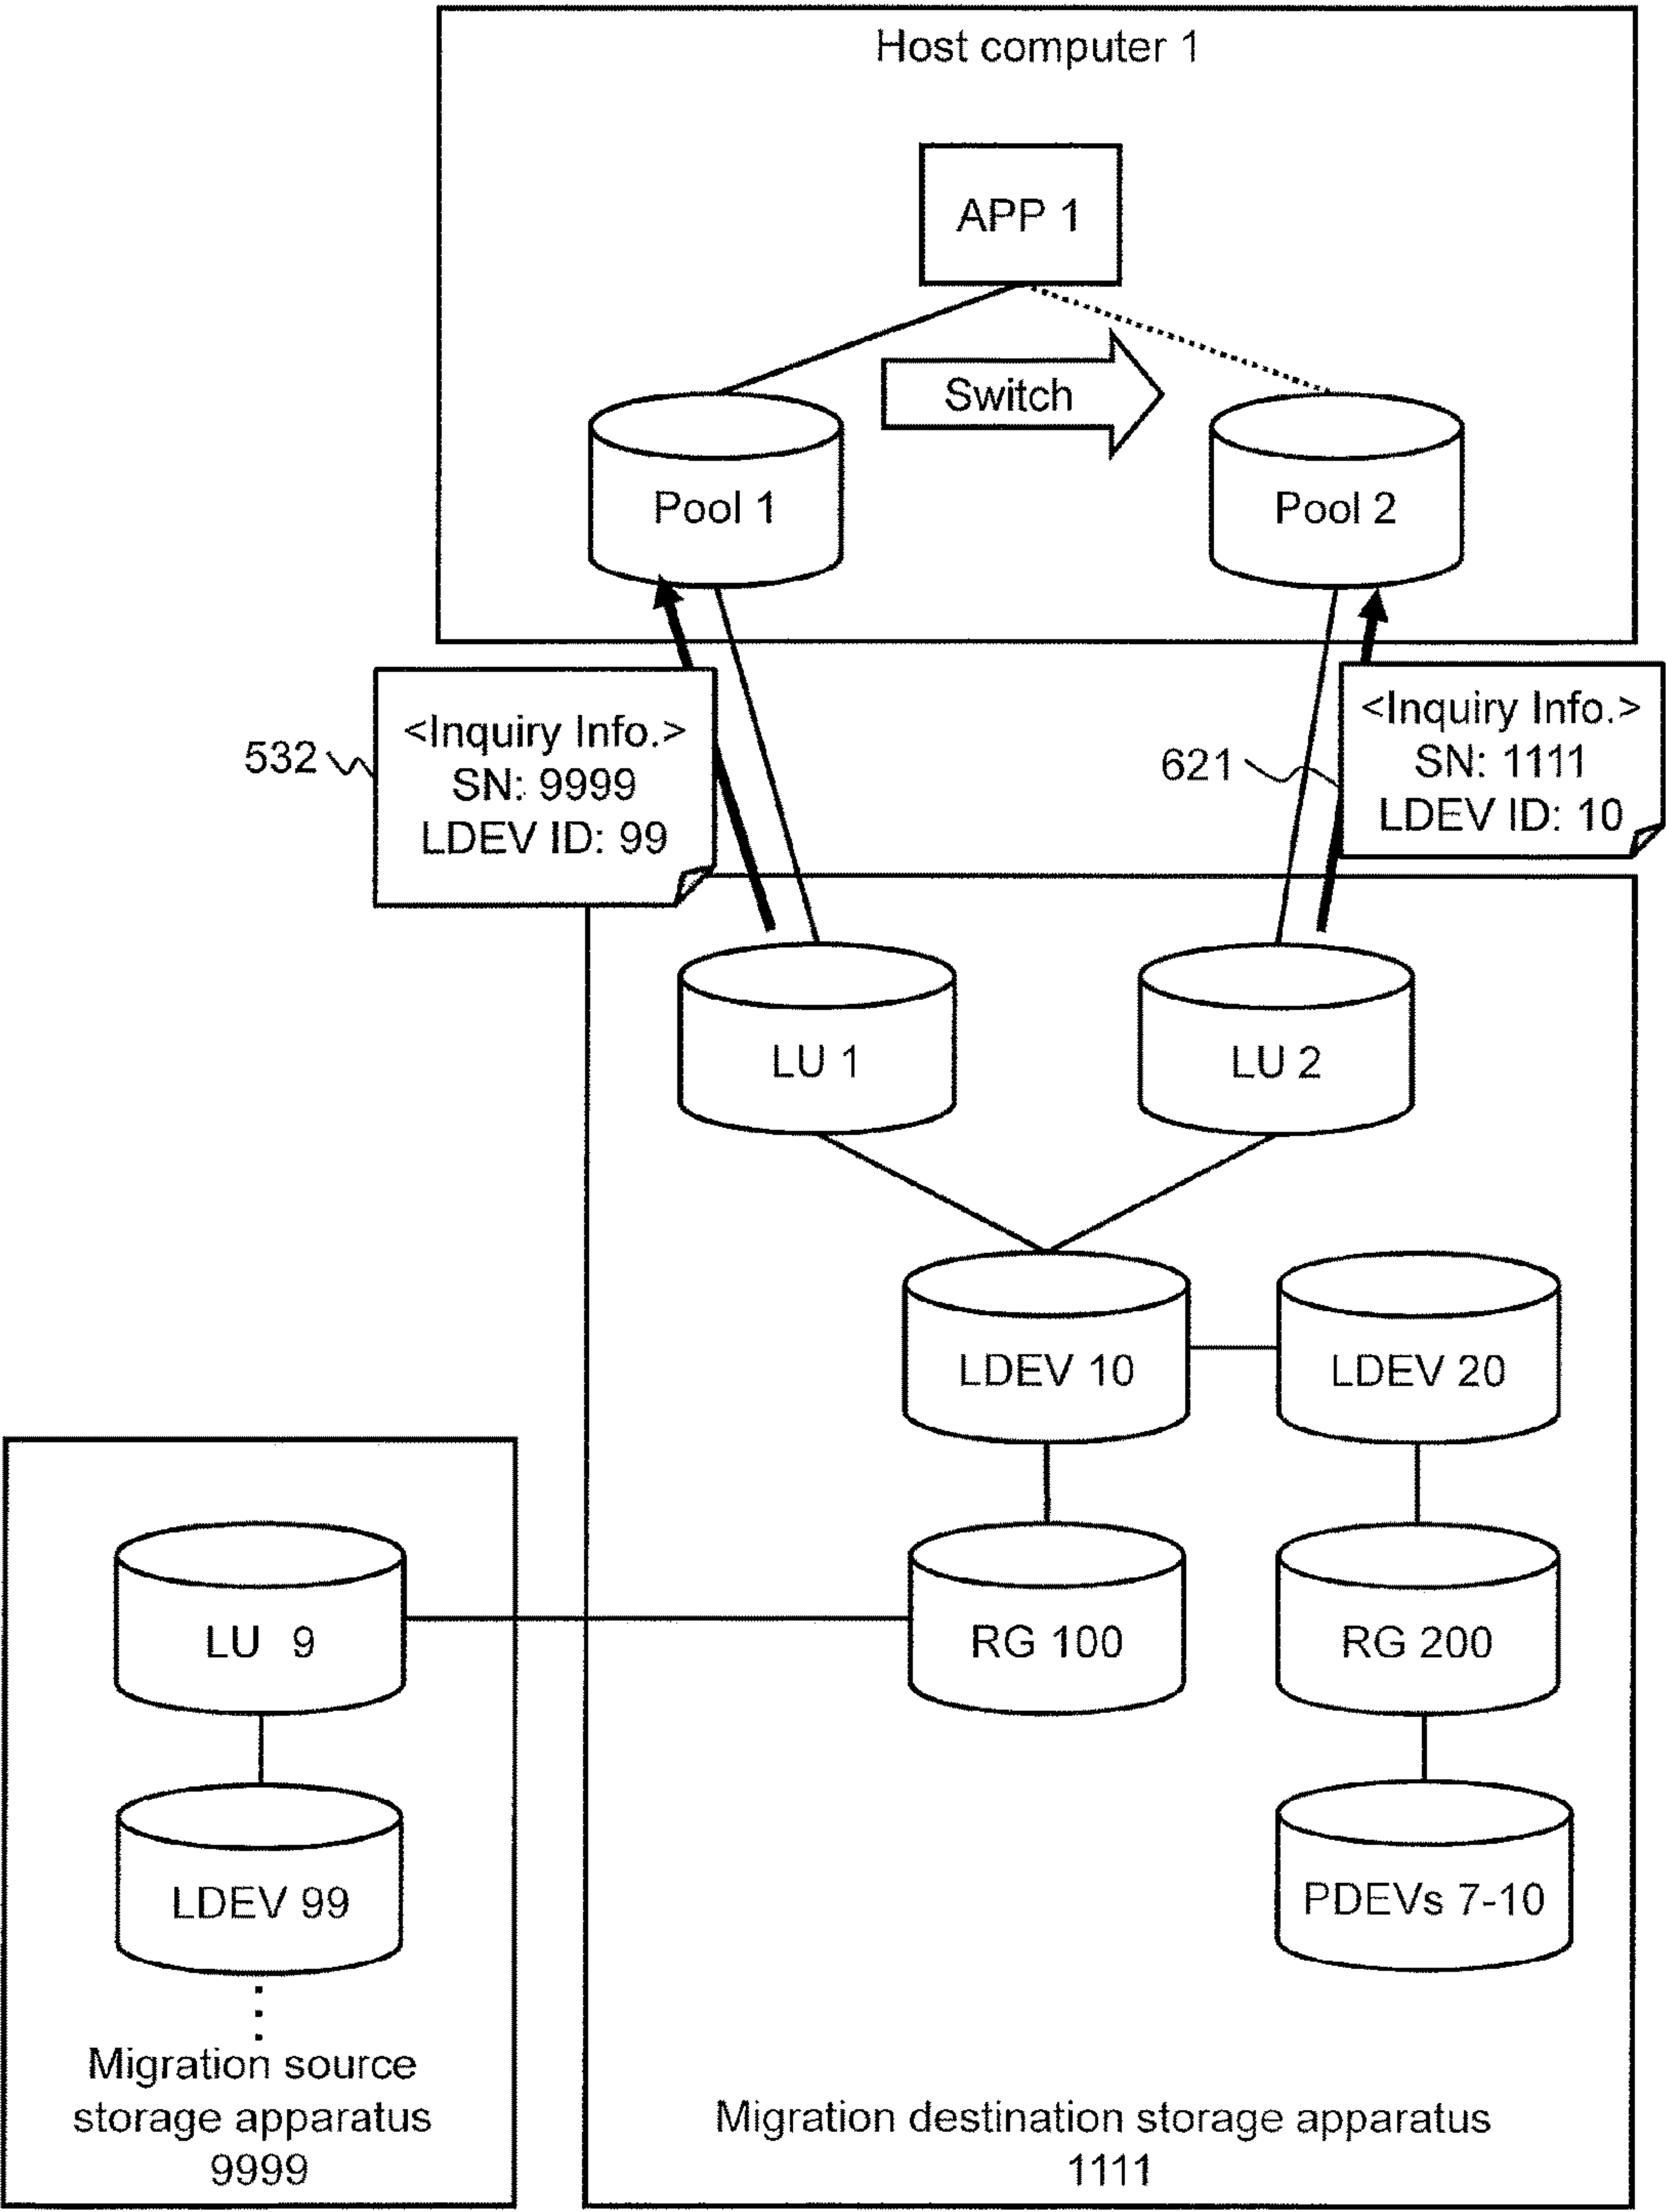 Host computer 1
APP 1
Switch
Pool 1
Pool 2
532
<Inquiry Info.>
SN: 9999
LDEV ID: 99
621
<Inquiry Info.>
SN: 1111
LDEV ID: 10
LU 1
LU 2
LDEV 10
LDEV 20
LU 9
RG 100
RG 200
LDEV 99
PDEVs 7-10
Migration source
storage apparatus
9999
Migration destination storage apparatus
1111